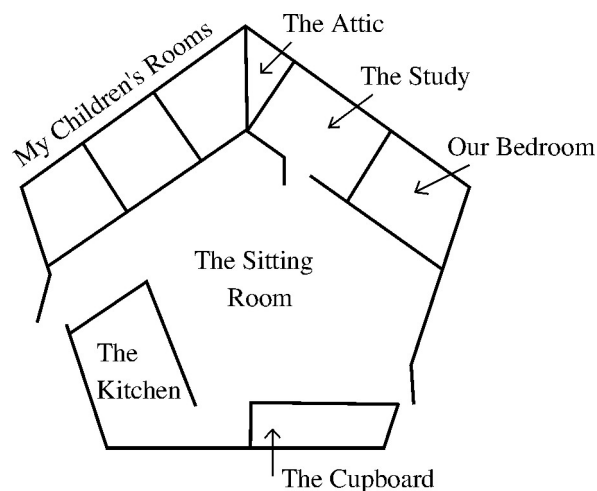 The Attic
My Children's Rooms
The Study
Our Bedroom
The Sitting
Room
The
Kitchen
The Cupboard